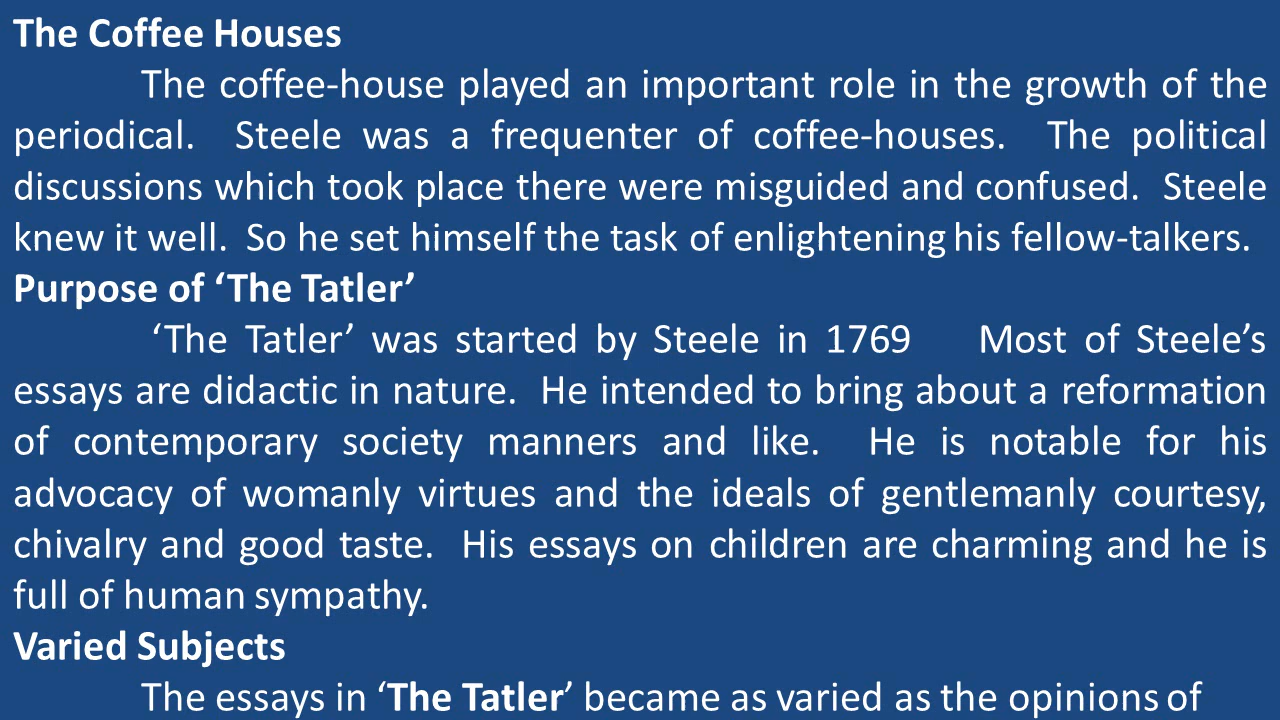 The Coffee Houses
The coffee-house played an important role in the growth of the
periodical. Steele was a frequenter of coffee-houses. The political
discussions which took place there were misguided and confused. Steele
knew it well. So he set himself the task of enlightening his fellow-talkers.
Purpose of ‘The Tatler’
‘The Tatler’ was started by Steele in 1769 Most of Steele’s
essays are didactic in nature. He intended to bring about a reformation
of contemporary society manners and like. He is notable for his
advocacy of womanly virtues and the ideals of gentlemanly courtesy,
chivalry and good taste. His essays on children are charming and he is
full of human sympathy.
Varied Subjects
The essays in ‘The Tatler’ became as varied as the opinions of